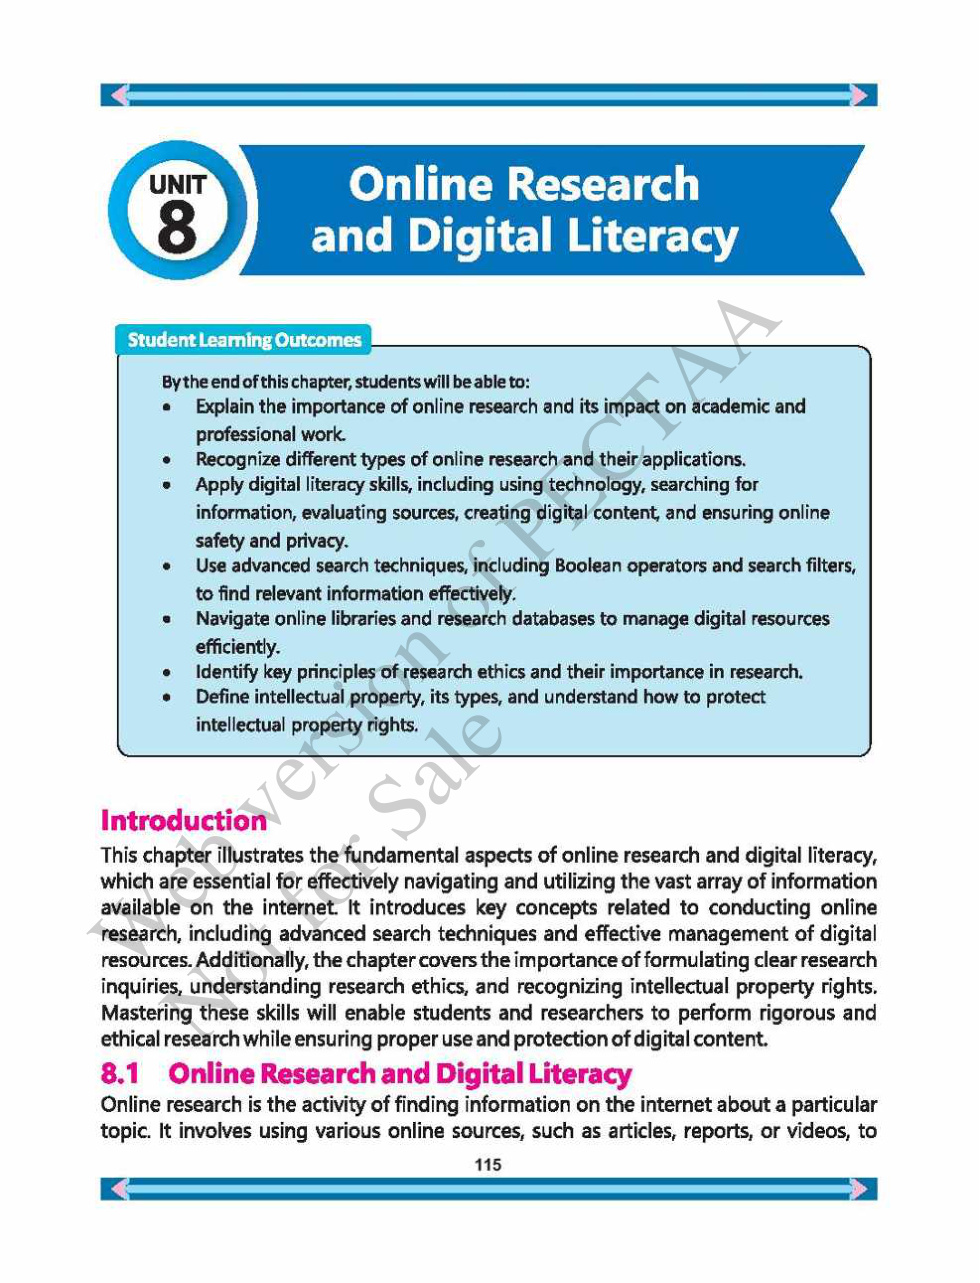 UNIT
8
Online Research
and Digital Literacy
Student Learning Outcomes
By the end of this chapter, students will be able to:
• Explain the importance of online research and its impact on academic and
professional work.
• Recognize different types of online research and their applications.
• Apply digital literacy skills, including using technology, searching for
information, evaluating sources, creating digital content, and ensuring online
safety and privacy.
• Use advanced search techniques, including Boolean operators and search filters,
to find relevant information effectively.
• Navigate online libraries and research databases to manage digital resources
efficiently.
• Identify key principles of research ethics and their importance in research.
• Define intellectual property, its types, and understand how to protect
intellectual property rights.
Introduction
This chapter illustrates the fundamental aspects of online research and digital literacy,
which are essential for effectively navigating and utilizing the vast array of information
available on the internet. It introduces key concepts related to conducting online
research, including advanced search techniques and effective management of digital
resources. Additionally, the chapter covers the importance of formulating clear research
inquiries, understanding research ethics, and recognizing intellectual property rights.
Mastering these skills will enable students and researchers to perform rigorous and
ethical research while ensuring proper use and protection of digital content.
8.1 Online Research and Digital Literacy
Online research is the activity of finding information on the internet about a particular
topic. It involves using various online sources, such as articles, reports, or videos, to
115
Web version of PECTAA
Not for Sale